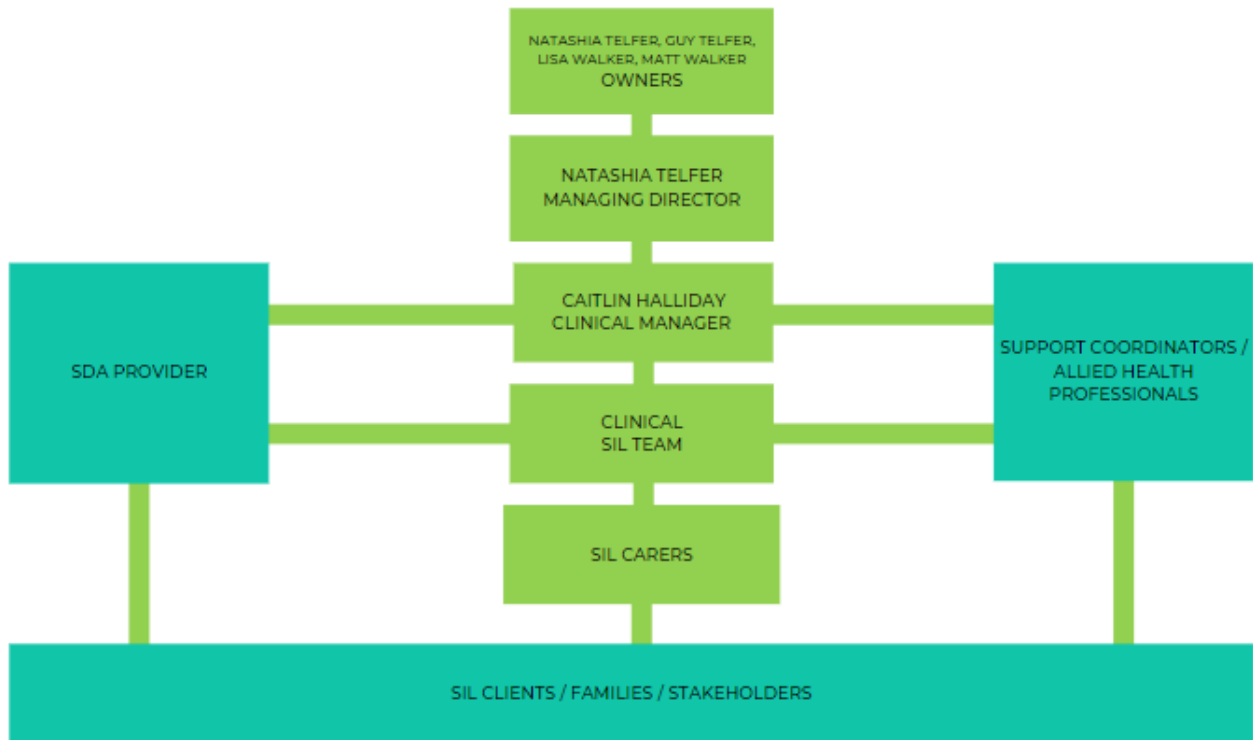 NATASHIA TELFER, GUY TELFER,
LISA WALKER, MATT WALKER
OWNERS
NATASHIA TELFER
MANAGING DIRECTOR
CAITLIN HALLIDAY
CLINICAL MANAGER
SDA PROVIDER
SUPPORT COORDINATORS /
ALLIED HEALTH
PROFESSIONALS
CLINICAL
SIL TEAM
SIL CARERS
SIL CLIENTS / FAMILIES / STAKEHOLDERS